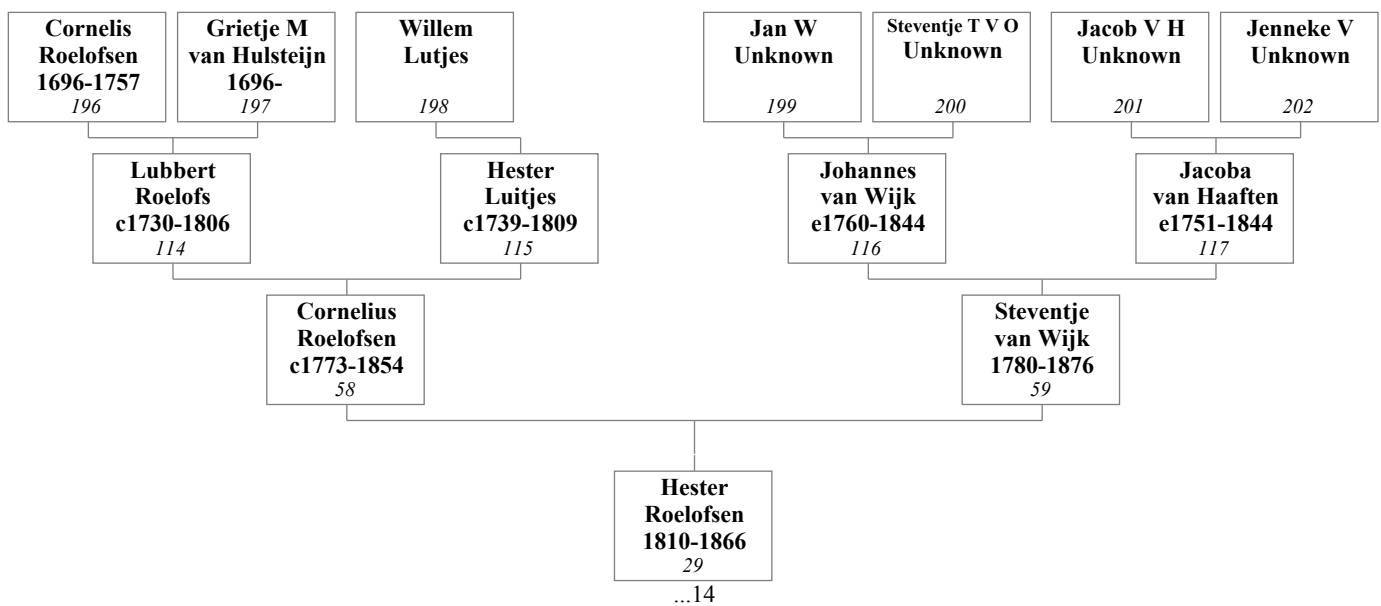 Cornelis
Roelofsen
1696-1757
196
Grietje M
van Hulsteijn
1696-
197
Willem
Lutjes
198
Jan W
Unknown
199
Steventje T V O
Unknown
200
Jacob V H
Unknown
201
Jenneke V
Unknown
202
Lubbert
Roelofs
c1730-1806
114
Hester
Luitjes
c1739-1809
115
Johannes
van Wijk
e1760-1844
116
Jacoba
van Haaften
e1751-1844
117
Cornelius
Roelofsen
c1773-1854
58
Steventje
van Wijk
1780-1876
59
Hester
Roelofsen
1810-1866
29
...14